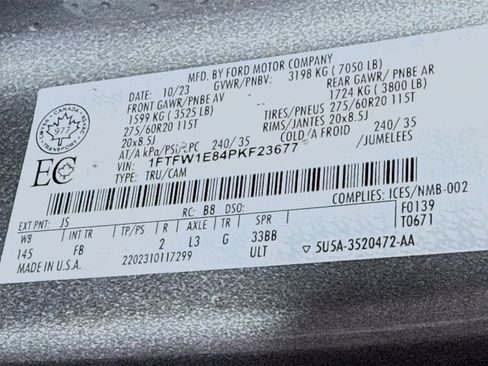 MFD. BY FORD MOTOR COMPANY
DATE: 10/23 GVWR/PNBV: 3198 KG ( 7050 LB)
FRONT GAWR/ PNBE AV REAR GAWR/ PNBE AR
1599 KG ( 3525 LB) 1724 KG ( 3800 LB)
275/60R20 115T TIRES/PNEUS 275/60R20 115T
20x8.5J RIMS/JANTES 20x8.5J
AT/A kPa/PSI/LPC 240/ 35 COLD/A FROID 240/ 35
VIN: 1FTFW1E84PKF23677 /JUMELEES
TYPE: TRU/CAM
CANADA
977
TRANSPORT
EC
COMPLIES: ICES/NMB-002
EXT PNT: JS RC: B8 DSO: F0139
WB INT TR TP/PS R AXLE TR SPR T0671
145 FB 2 L3 G 33BB
ULT 5U5A-3520472-AA
MADE IN U.S.A. 2202310117299